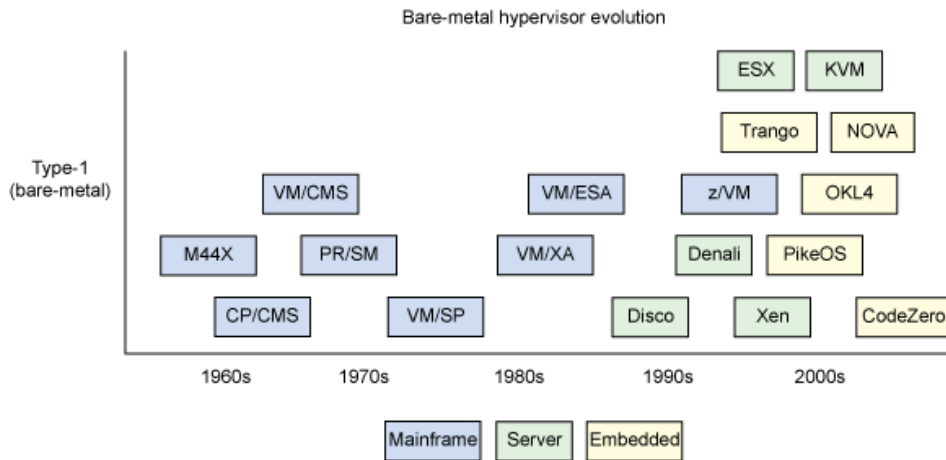 Bare-metal hypervisor evolution
ESX KVM
Trango NOVA
Type-1
(bare-metal)
VM/CMS VM/ESA z/VM OKL4
M44X PR/SM VM/XA Denali PikeOS
CP/CMS VM/SP Disco Xen CodeZero
1960s 1970s 1980s 1990s 2000s
Mainframe Server Embedded